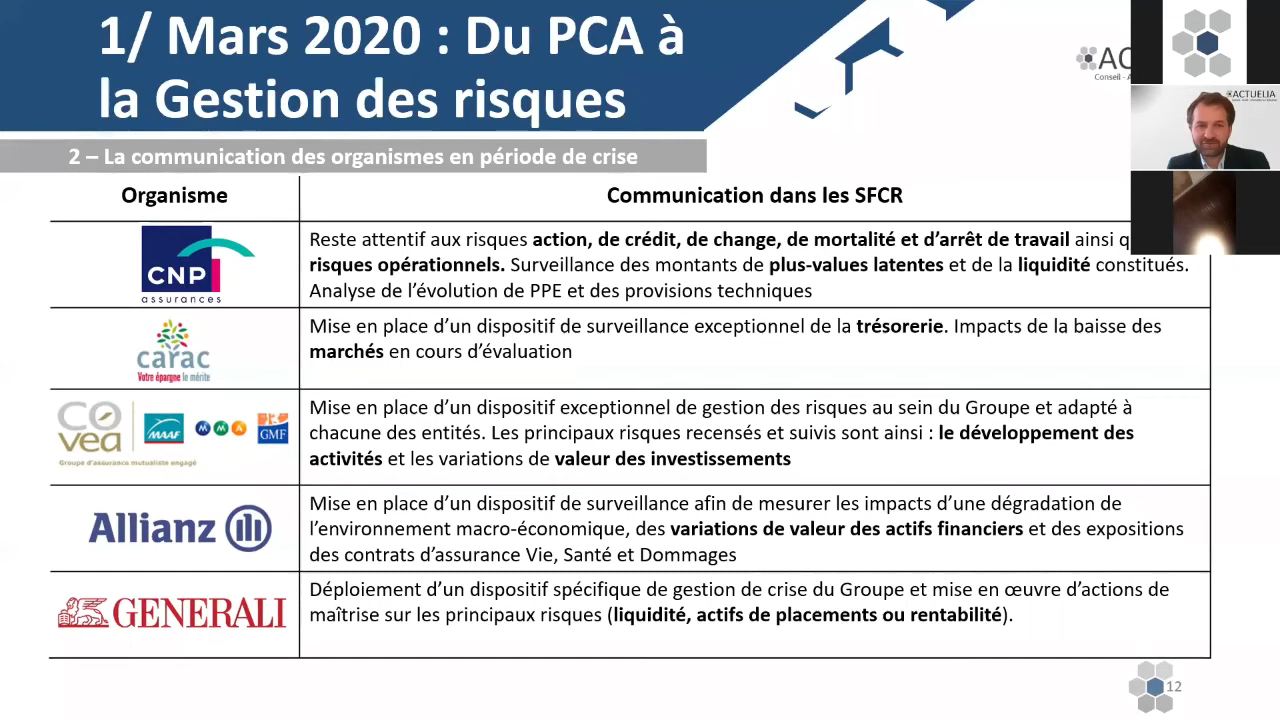 1/ Mars 2020 : Du PCA à
la Gestion des risques
AC
Conseil - A
ACTUELIA
2 – La communication des organismes en période de crise
Organisme
Communication dans les SFCR
CNP
assurances
Reste attentif aux risques action, de crédit, de change, de mortalité et d’arrêt de travail ainsi q
risques opérationnels. Surveillance des montants de plus-values latentes et de la liquidité constitués.
Analyse de l’évolution de PPE et des provisions techniques
carac
Votre épargne le mérite
Mise en place d’un dispositif de surveillance exceptionnel de la trésorerie. Impacts de la baisse des
marchés en cours d’évaluation
covea
MAAF
MMA
GMF
Groupe d'assurance mutualiste engagé
Mise en place d’un dispositif exceptionnel de gestion des risques au sein du Groupe et adapté à
chacune des entités. Les principaux risques recensés et suivis sont ainsi : le développement des
activités et les variations de valeur des investissements
Allianz
Mise en place d’un dispositif de surveillance afin de mesurer les impacts d’une dégradation de
l’environnement macro-économique, des variations de valeur des actifs financiers et des expositions
des contrats d’assurance Vie, Santé et Dommages
GENERALI
Déploiement d’un dispositif spécifique de gestion de crise du Groupe et mise en œuvre d’actions de
maîtrise sur les principaux risques (liquidité, actifs de placements ou rentabilité).
12